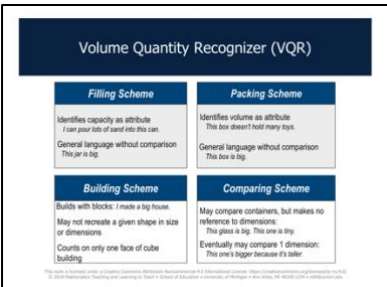 Volume Quantity Recognizer (VQR)
Filling Scheme
Identifies capacity as attribute
I can pour lots of sand into this can.
General language without comparison
This jar is big.
Packing Scheme
Identifies volume as attribute
This box doesn't hold many toys.
General language without comparison
This box is big.
Building Scheme
Builds with blocks: I made a big house.
May not recreate a given shape in size
or dimensions
Counts on only one face of cube
building
Comparing Scheme
May compare containers, but makes no
reference to dimensions:
This glass is big. This one is tiny.
Eventually may compare 1 dimension:
This one's bigger because it's taller.